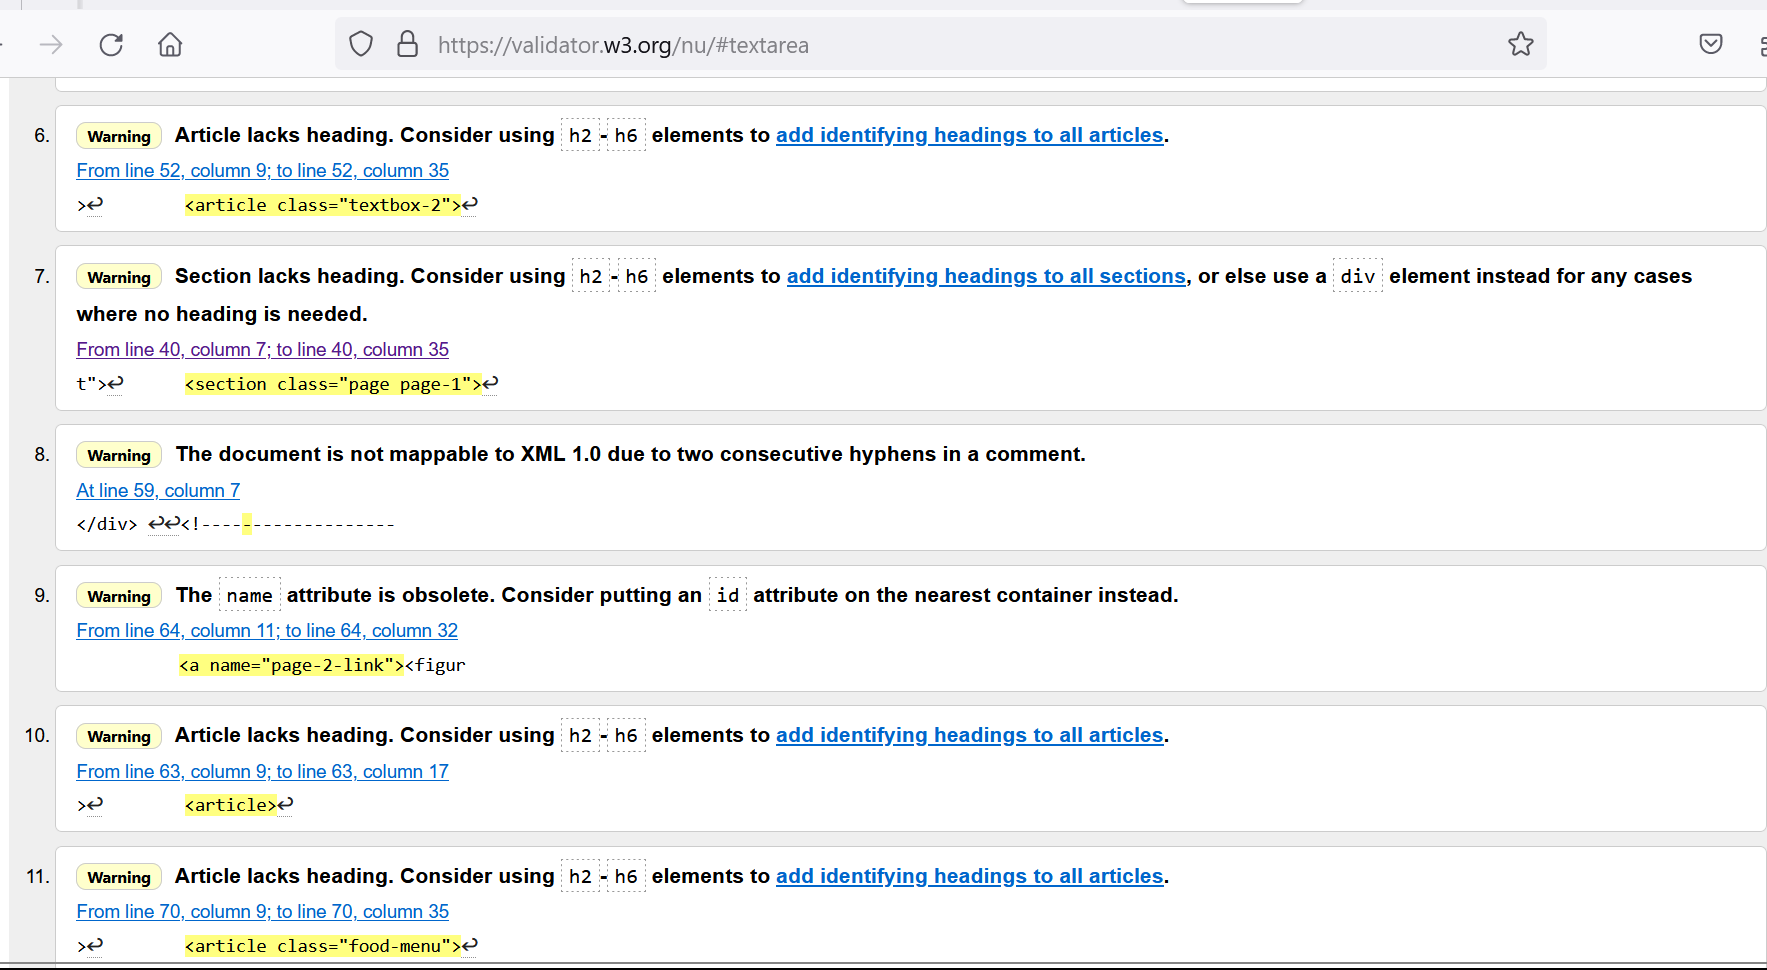 https://validator.w3.org/nu/#textarea
6. Warning Article lacks heading. Consider using h2-h6 elements to add identifying headings to all articles.
From line 52, column 9; to line 52, column 35
>↩ <article class="textbox-2">↩
7. Warning Section lacks heading. Consider using h2-h6 elements to add identifying headings to all sections, or else use a div element instead for any cases
where no heading is needed.
From line 40, column 7; to line 40, column 35
t">↩ <section class="page page-1">↩
8. Warning The document is not mappable to XML 1.0 due to two consecutive hyphens in a comment.
At line 59, column 7
</div> ↩↩<!-------------------
9. Warning The name attribute is obsolete. Consider putting an id attribute on the nearest container instead.
From line 64, column 11; to line 64, column 32
<a name="page-2-link"><figur
10. Warning Article lacks heading. Consider using h2-h6 elements to add identifying headings to all articles.
From line 63, column 9; to line 63, column 17
>↩ <article>↩
11. Warning Article lacks heading. Consider using h2-h6 elements to add identifying headings to all articles.
From line 70, column 9; to line 70, column 35
>↩ <article class="food-menu">↩